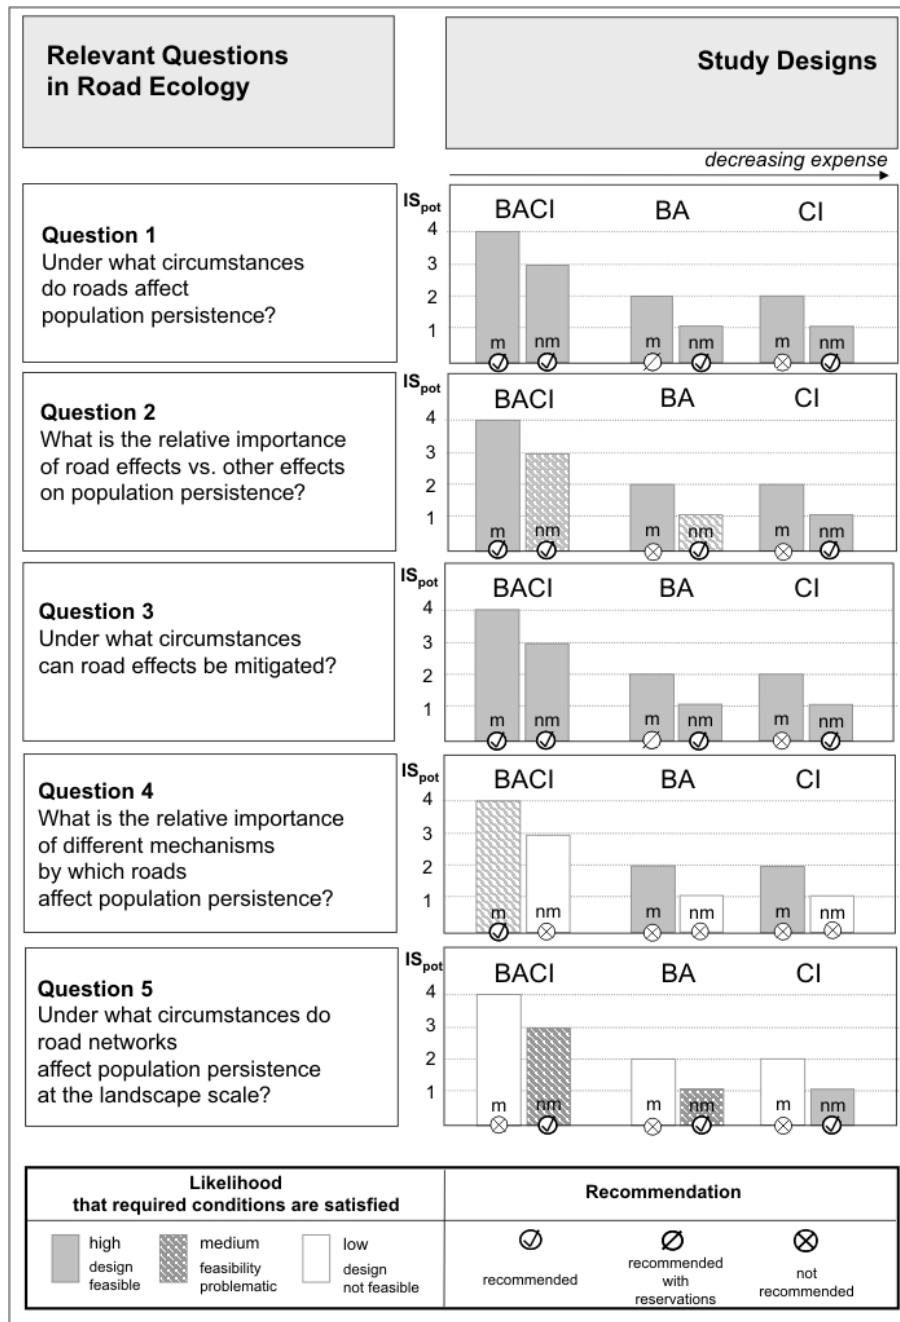 Relevant Questions
in Road Ecology
Study Designs
decreasing expense
Question 1
Under what circumstances
do roads affect
population persistence?
ISpot
BACI BA CI
4
3
2
1
m nm m nm m nm
Question 2
What is the relative importance
of road effects vs. other effects
on population persistence?
ISpot
BACI BA CI
4
3
2
1
m nm m nm m nm
Question 3
Under what circumstances
can road effects be mitigated?
ISpot
BACI BA CI
4
3
2
1
m nm m nm m nm
Question 4
What is the relative importance
of different mechanisms
by which roads
affect population persistence?
ISpot
BACI BA CI
4
3
2
1
m nm m nm m nm
Question 5
Under what circumstances do
road networks
affect population persistence
at the landscape scale?
ISpot
BACI BA CI
4
3
2
1
m nm m nm m nm
Likelihood
that required conditions are satisfied
high
design
feasible
medium
feasibility
problematic
low
design
not feasible
Recommendation
recommended
recommended
with
reservations
not
recommended